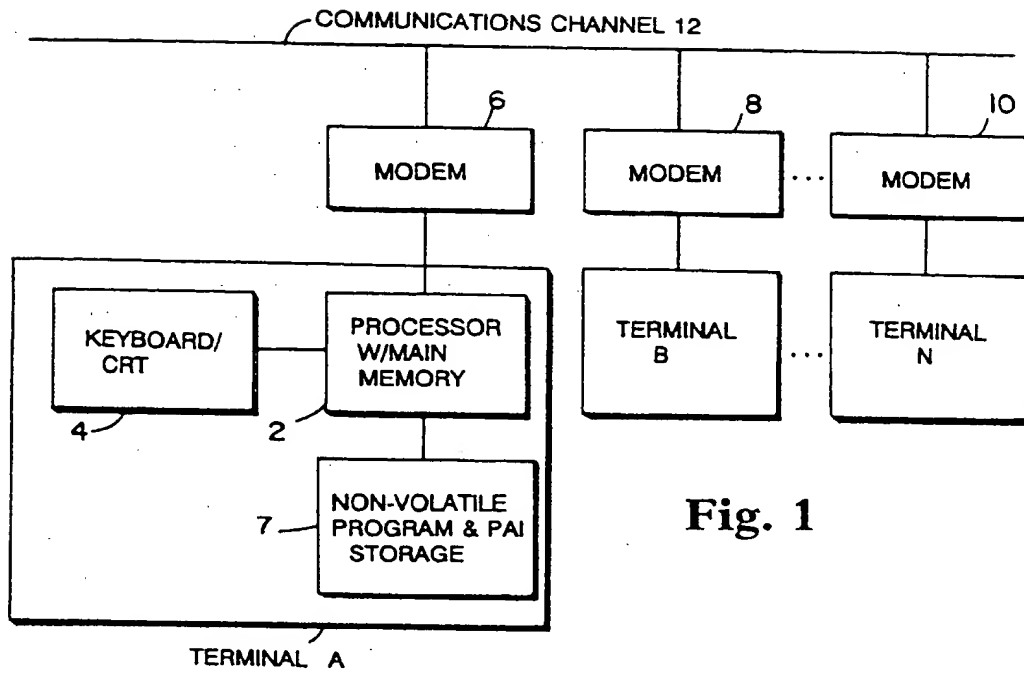 COMMUNICATIONS CHANNEL 12
6
8
10
MODEM
MODEM
...
MODEM
KEYBOARD/
CRT
4
PROCESSOR
W/MAIN
MEMORY
2
TERMINAL
B
...
TERMINAL
N
7
NON-VOLATILE
PROGRAM & PAI
STORAGE
Fig. 1
TERMINAL A